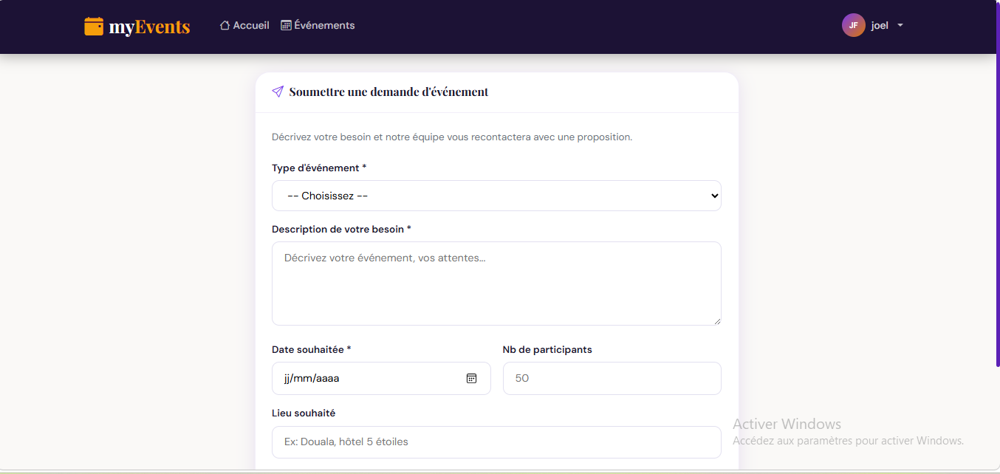 myEvents Accueil Événements JF joel
Soumettre une demande d'événement
Décrivez votre besoin et notre équipe vous recontactera avec une proposition.
Type d'événement *
-- Choisissez --
Description de votre besoin *
Décrivez votre événement, vos attentes...
Date souhaitée * Nb de participants
jj/mm/aaaa 50
Lieu souhaité
Ex: Douala, hôtel 5 étoiles
Activer Windows
Accédez aux paramètres pour activer Windows.